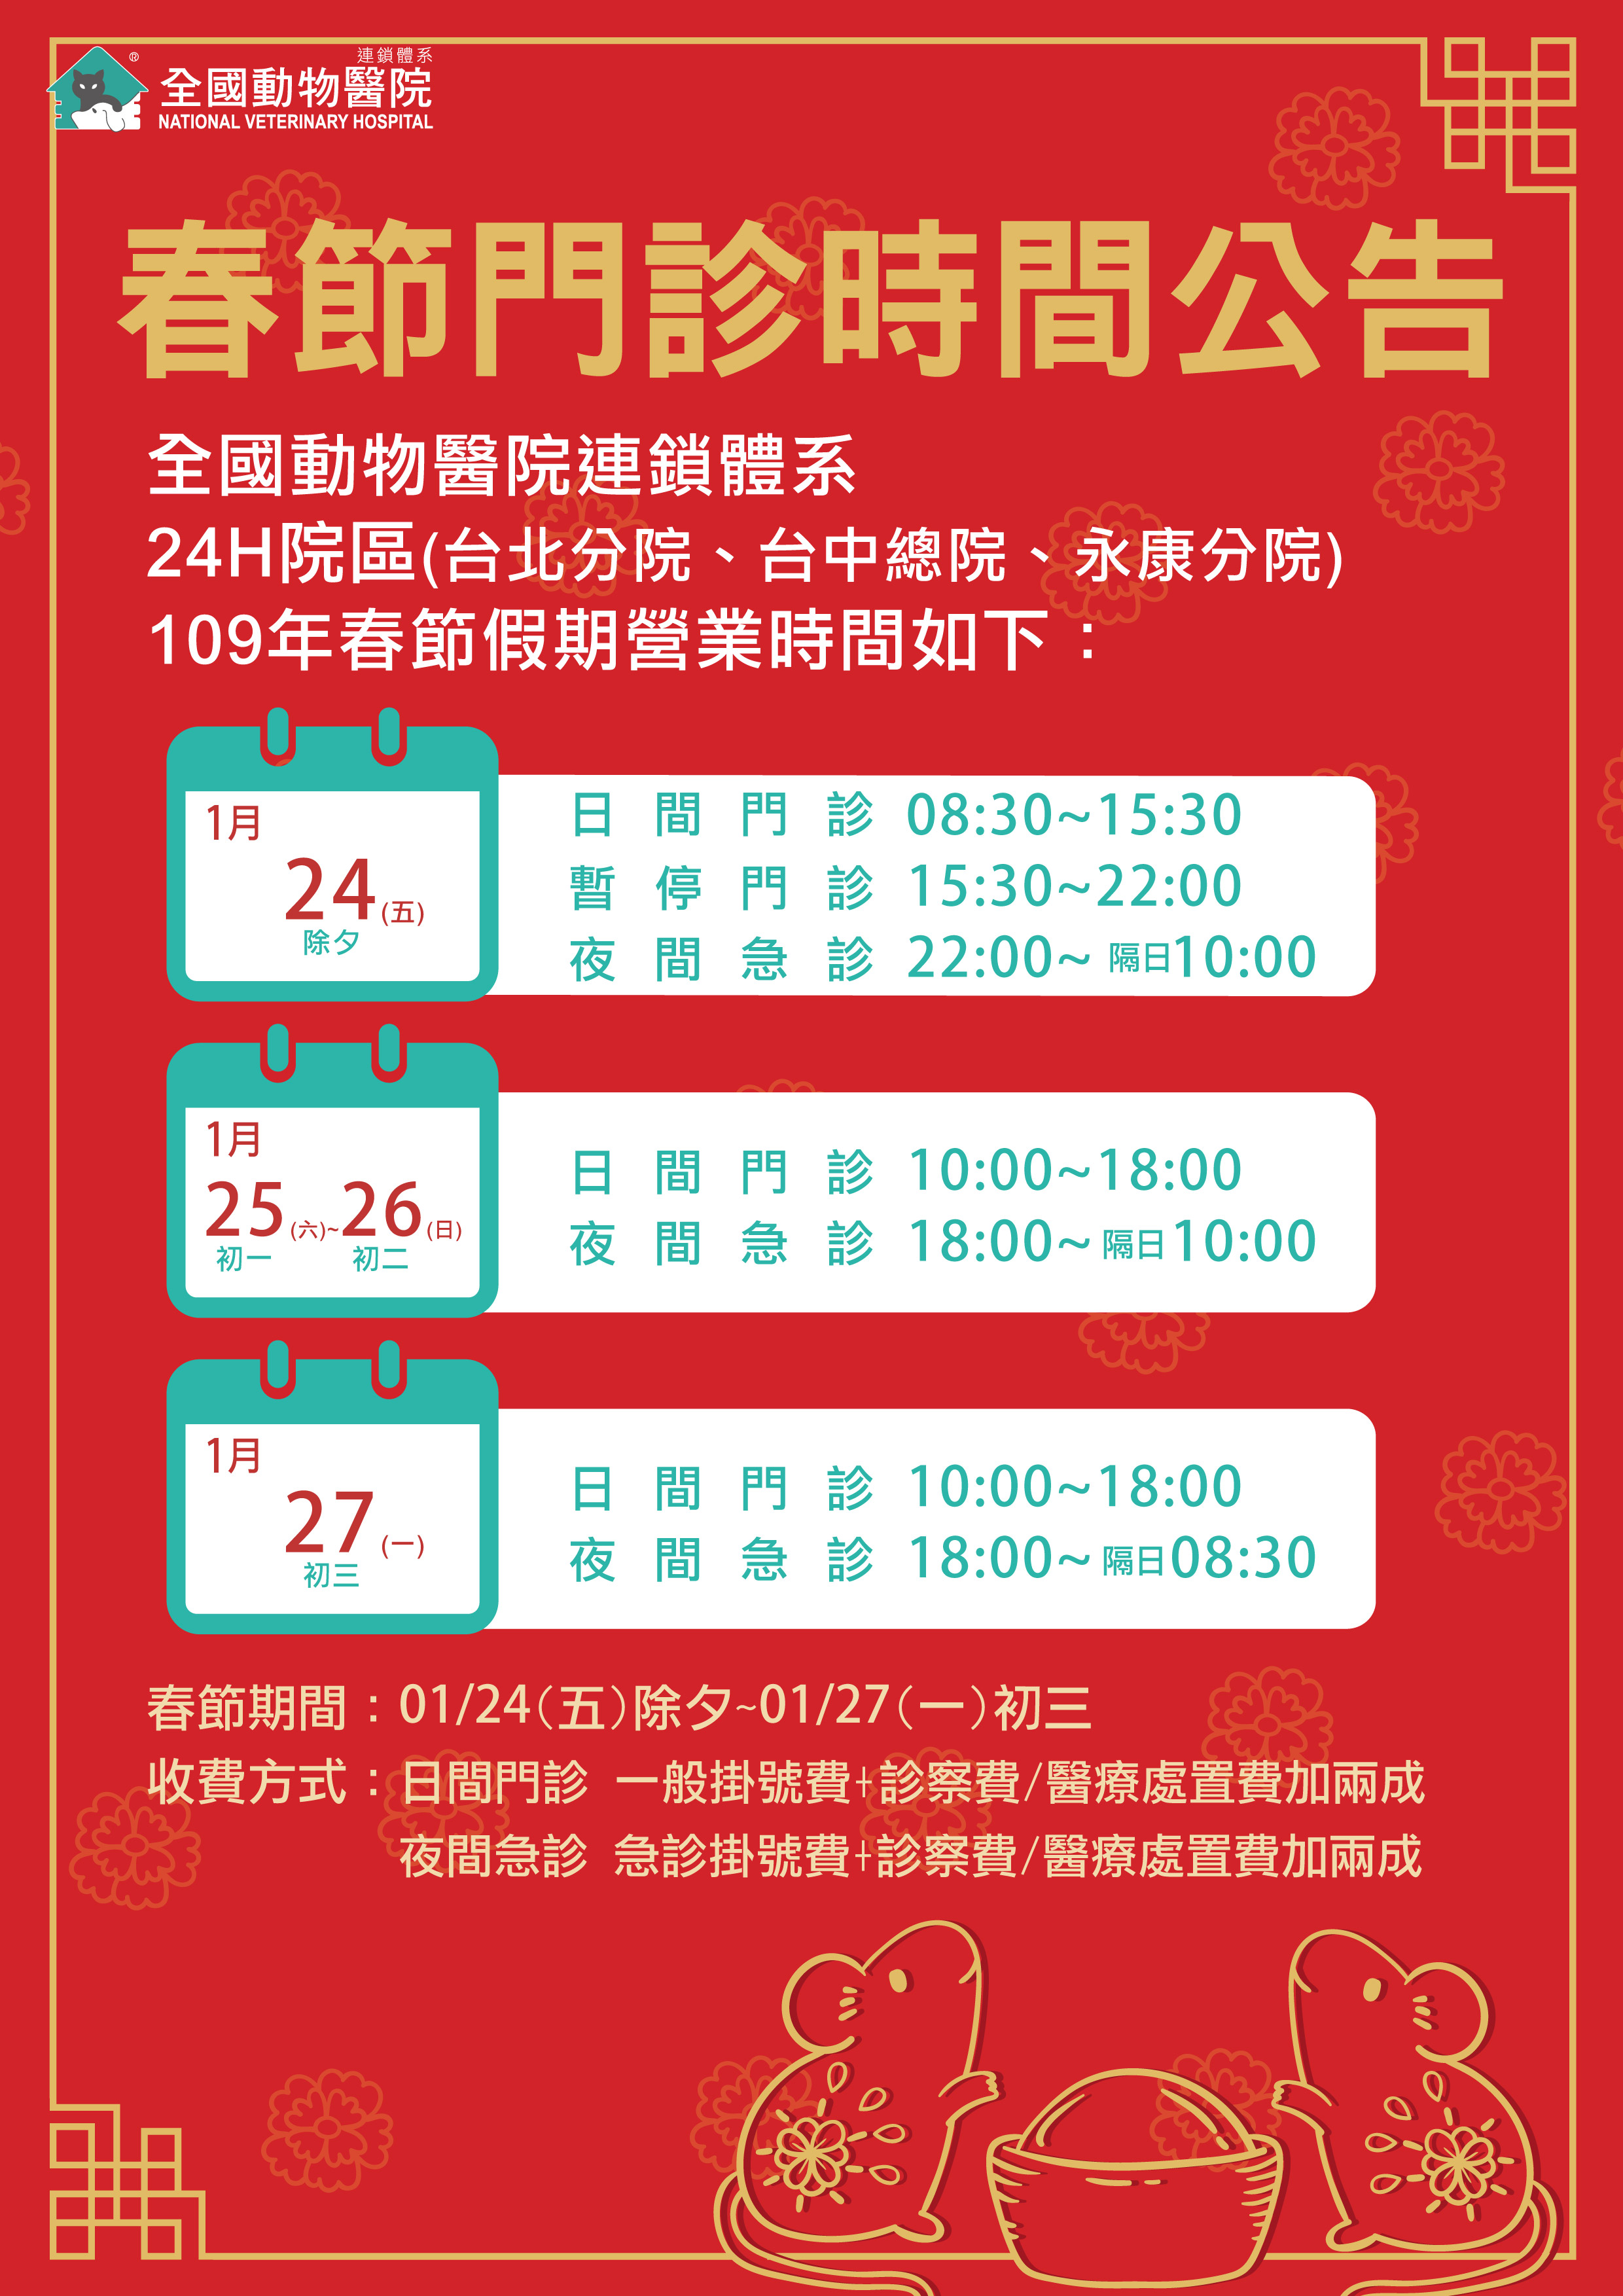 連鎖體系
®
全國動物醫院
NATIONAL VETERINARY HOSPITAL
春節門診時間公告
全國動物醫院連鎖體系
24H院區(台北分院、台中總院、永康分院)
109年春節假期營業時間如下：
1月
24(五)
除夕
日間門診 08:30~15:30
暫停門診 15:30~22:00
夜間急診 22:00~隔日10:00
1月
25(六)~26(日)
初一 初二
日間門診 10:00~18:00
夜間急診 18:00~隔日10:00
1月
27(一)
初三
日間門診 10:00~18:00
夜間急診 18:00~隔日08:30
春節期間：01/24(五)除夕~01/27(一)初三
收費方式：日間門診 一般掛號費+診察費/醫療處置費加兩成
夜間急診 急診掛號費+診察費/醫療處置費加兩成